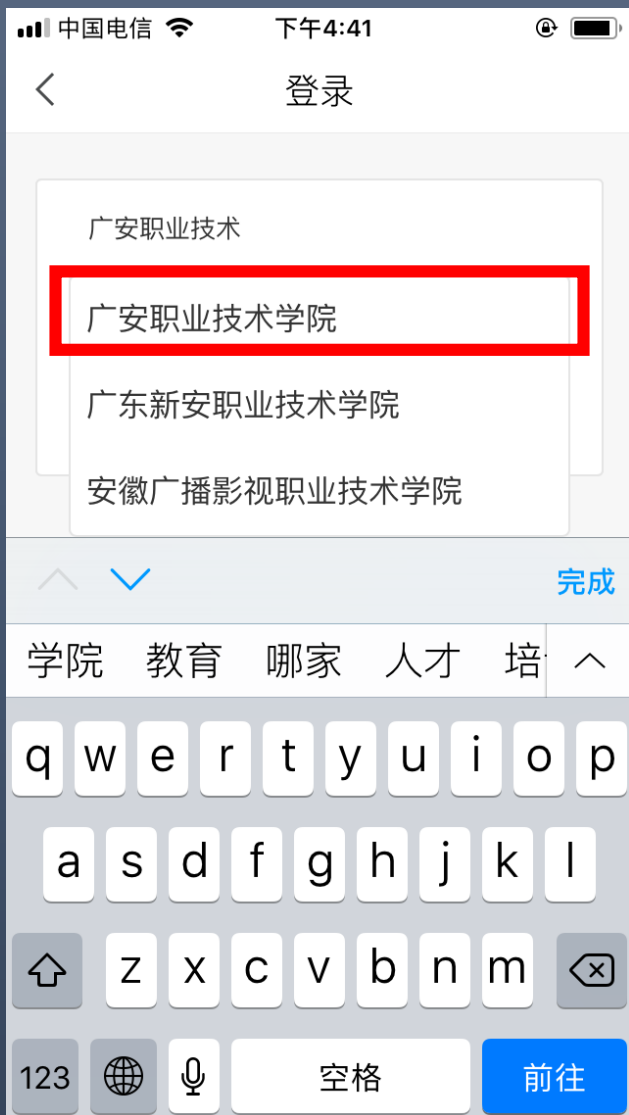 中国电信 下午4:41
登录
广安职业技术
广安职业技术学院
广东新安职业技术学院
安徽广播影视职业技术学院
完成
学院 教育 哪家 人才 培
q w e r t y u i o p
a s d f g h j k l
z x c v b n m
123 空格 前往